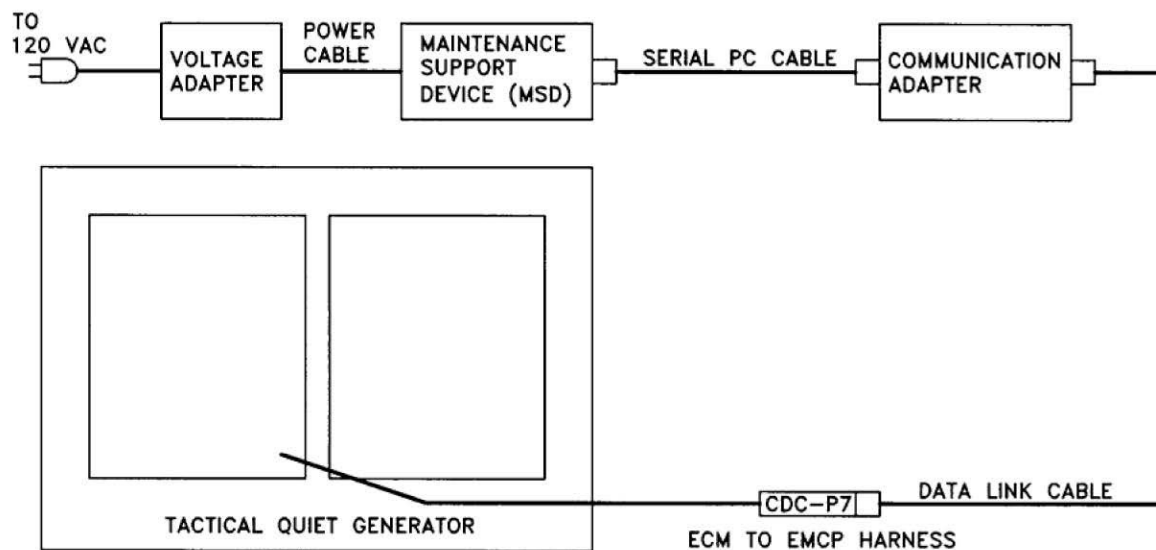 TO
120 VAC
VOLTAGE
ADAPTER
POWER
CABLE
MAINTENANCE
SUPPORT
DEVICE (MSD)
SERIAL PC CABLE
COMMUNICATION
ADAPTER
TACTICAL QUIET GENERATOR
CDC-P7
DATA LINK CABLE
ECM TO EMCP HARNESS